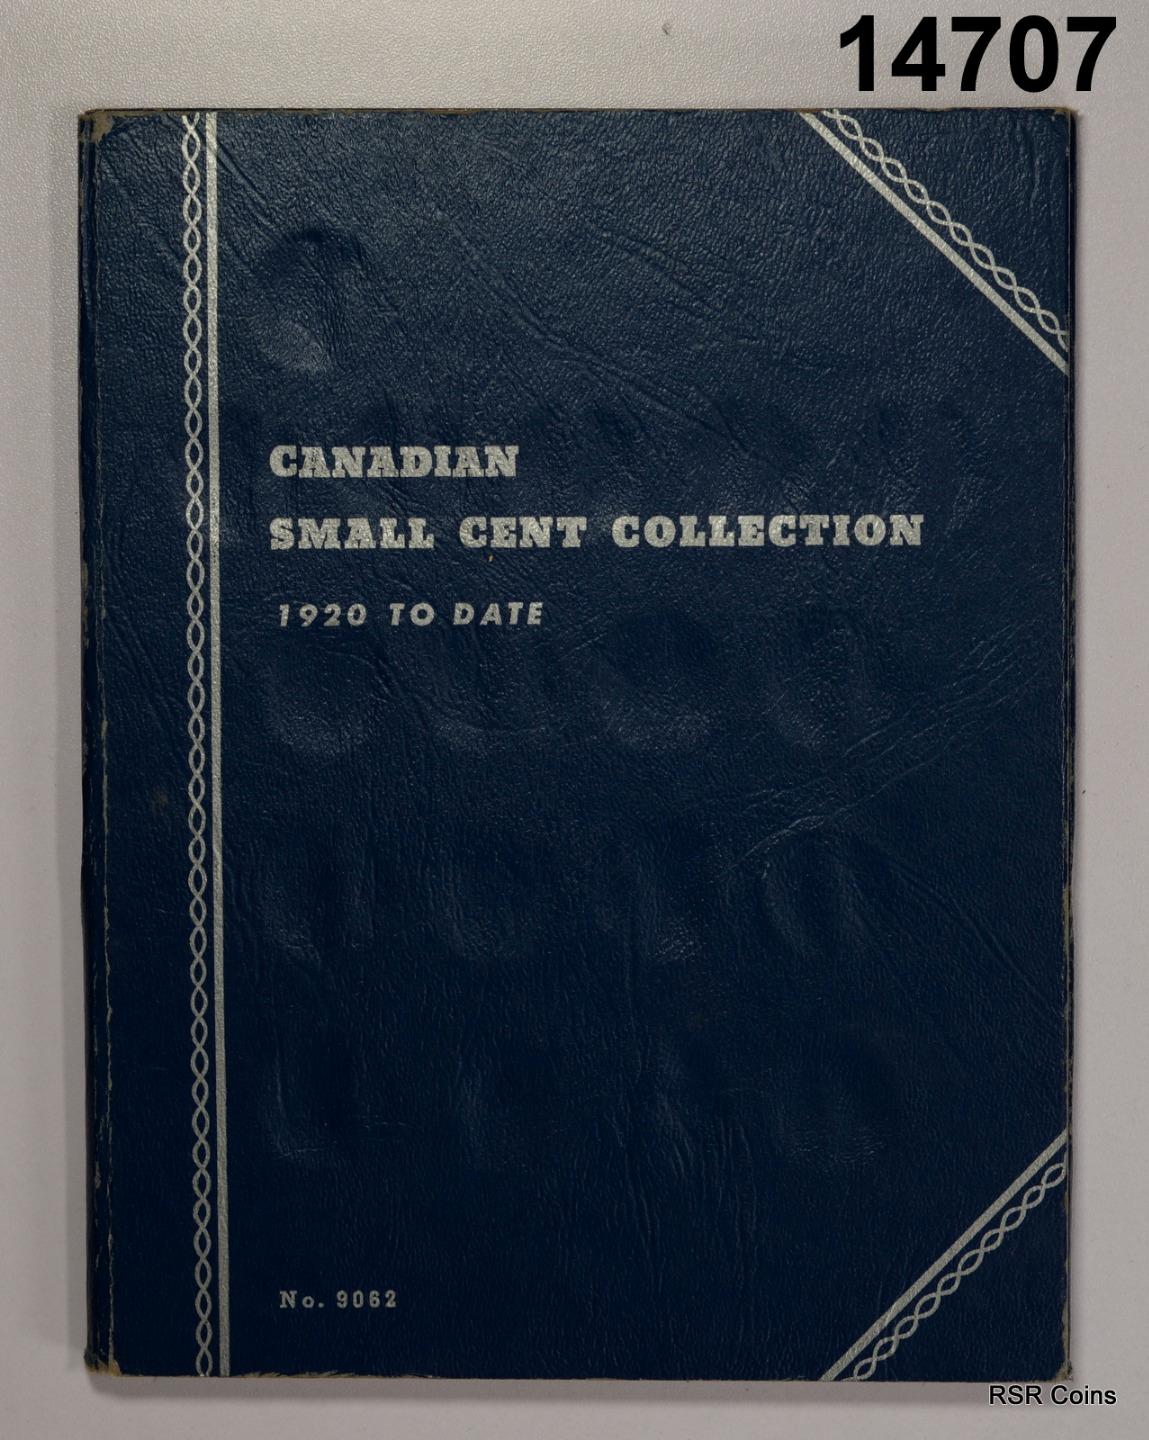 14707
CANADIAN
SMALL CENT COLLECTION
1920 TO DATE
No. 9062
RSR Coins